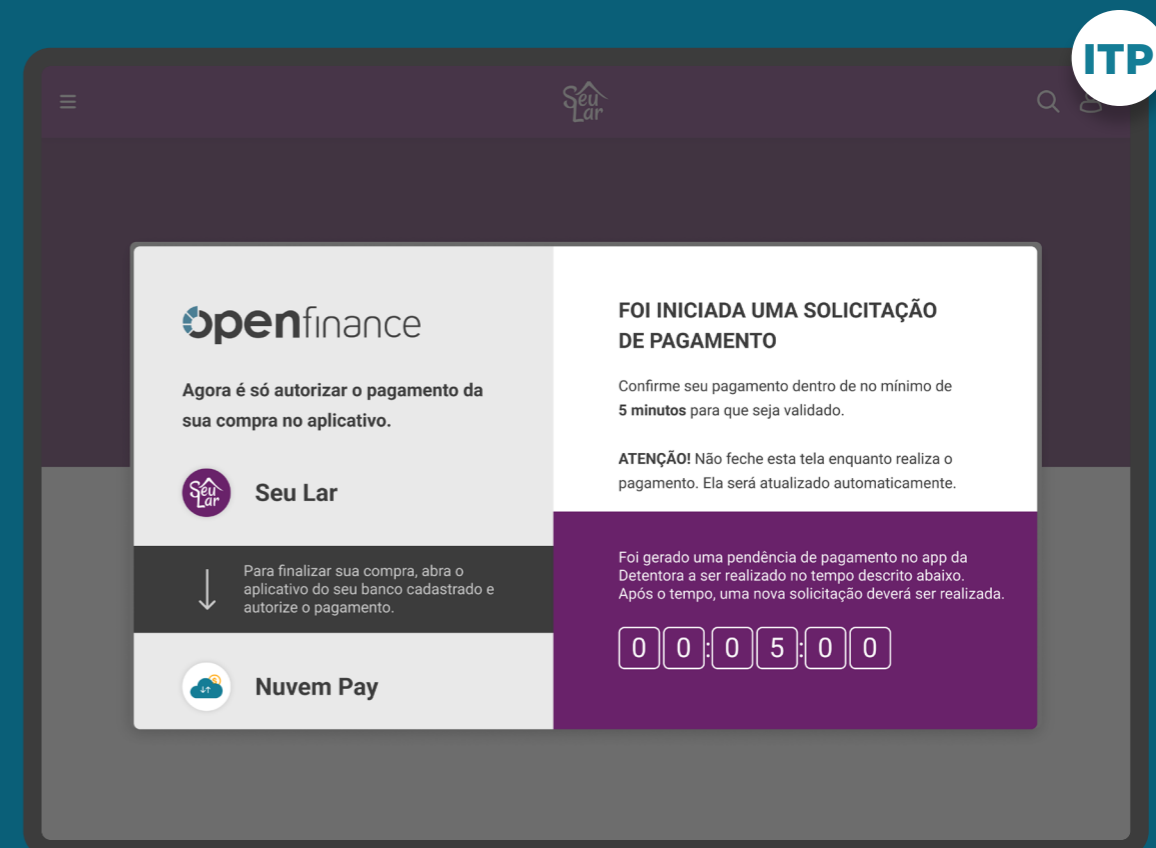 ITP
Seu
Lar
openfinance
Agora é só autorizar o pagamento da
sua compra no aplicativo.
Seu
Lar
Seu Lar
Para finalizar sua compra, abra o
aplicativo do seu banco cadastrado e
autorize o pagamento.
Nuvem Pay
FOI INICIADA UMA SOLICITAÇÃO
DE PAGAMENTO
Confirme seu pagamento dentro de no mínimo de
5 minutos para que seja validado.
ATENÇÃO! Não feche esta tela enquanto realiza o
pagamento. Ela será atualizado automaticamente.
Foi gerado uma pendência de pagamento no app da
Detentora a ser realizado no tempo descrito abaixo.
Após o tempo, uma nova solicitação deverá ser realizada.
00:05:00